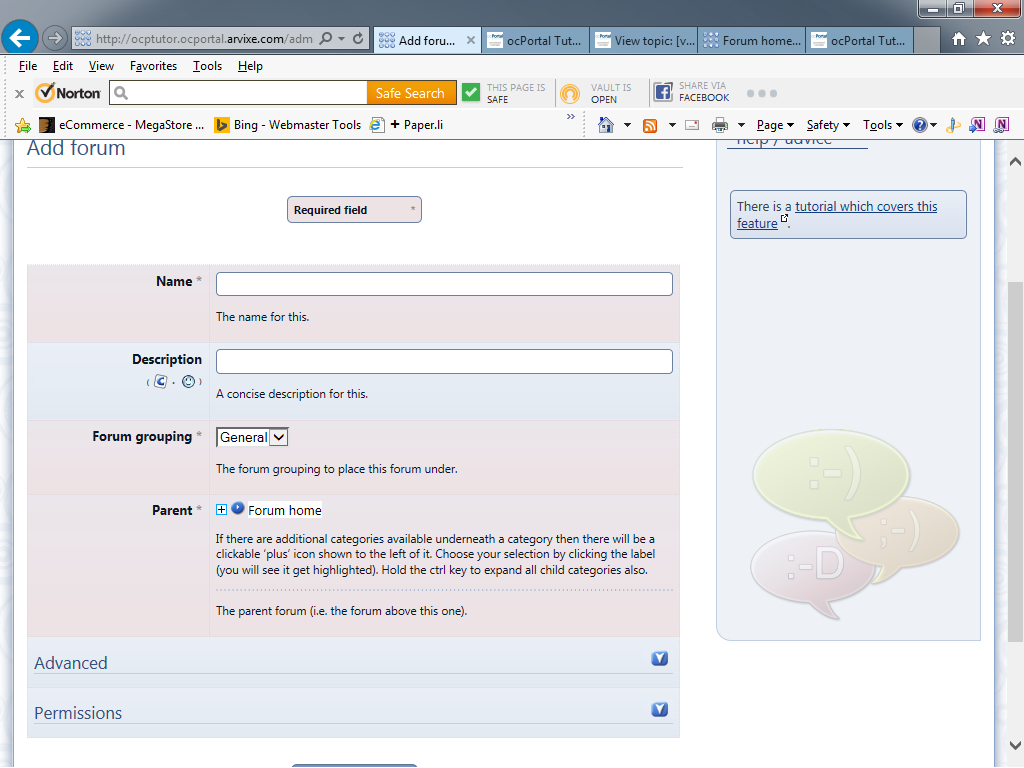 http://ocptutor.ocportal.arvixe.com/adm
Add foru...
ocPortal Tut...
View topic: [v...
Forum home...
ocPortal Tut...
File Edit View Favorites Tools Help
Norton
Safe Search
THIS PAGE IS
SAFE
VAULT IS
OPEN
SHARE VIA
FACEBOOK
eCommerce - MegaStore ...
Bing - Webmaster Tools
+ Paper.li
Page
Safety
Tools
Add forum
Help / advice
Required field *
There is a tutorial which covers this
feature.
Name *
The name for this.
Description
A concise description for this.
Forum grouping *
General
The forum grouping to place this forum under.
Parent *
Forum home
If there are additional categories available underneath a category then there will be a
clickable ‘plus’ icon shown to the left of it. Choose your selection by clicking the label
(you will see it get highlighted). Hold the ctrl key to expand all child categories also.
The parent forum (i.e. the forum above this one).
:-)
;-)
:-D
Advanced
Permissions